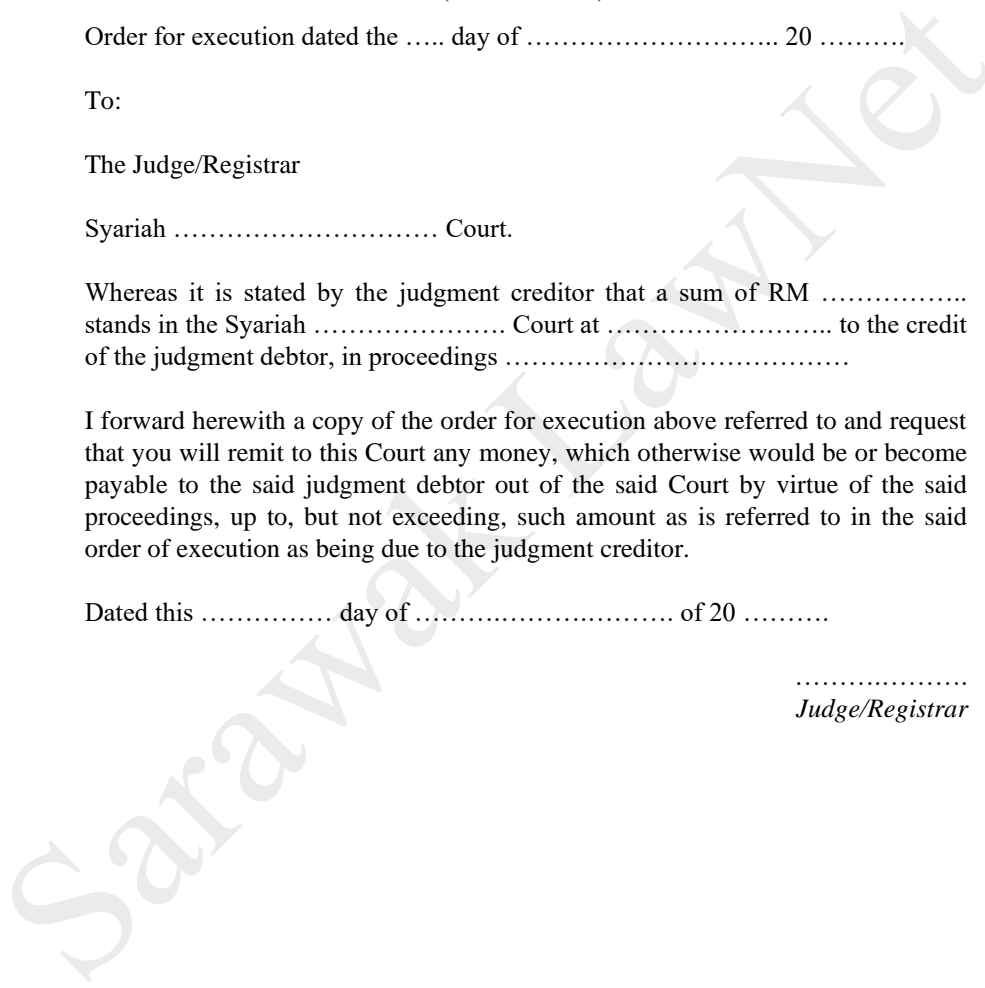 Order for execution dated the ….. day of ……………………….. 20 ……….
To:
The Judge/Registrar
Syariah ………………………… Court.
Whereas it is stated by the judgment creditor that a sum of RM ……………..
stands in the Syariah …………………. Court at …………………….. to the credit
of the judgment debtor, in proceedings …………………………………
I forward herewith a copy of the order for execution above referred to and request
that you will remit to this Court any money, which otherwise would be or become
payable to the said judgment debtor out of the said Court by virtue of the said
proceedings, up to, but not exceeding, such amount as is referred to in the said
order of execution as being due to the judgment creditor.
Dated this …………… day of ……….……….………. of 20 ……….
……….……….
Judge/Registrar
Sarawak LawNet